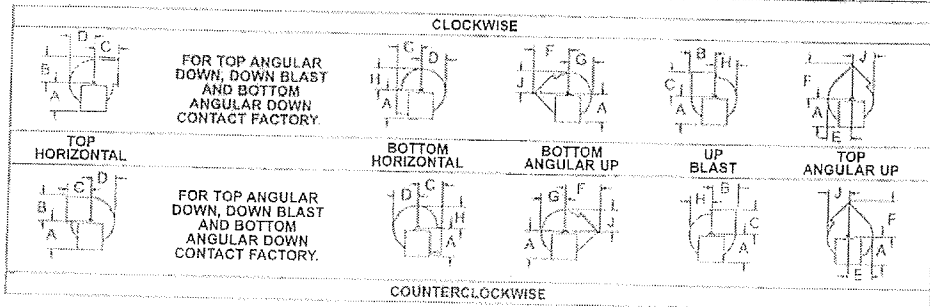 CLOCKWISE
D
C
B
A
FOR TOP ANGULAR
DOWN, DOWN BLAST
AND BOTTOM
ANGULAR DOWN
CONTACT FACTORY.
C
D
H
A
F
G
J
A
B
H
C
A
J
F
A
E
TOP
HORIZONTAL
BOTTOM
HORIZONTAL
BOTTOM
ANGULAR UP
UP
BLAST
TOP
ANGULAR UP
D
C
B
A
FOR TOP ANGULAR
DOWN, DOWN BLAST
AND BOTTOM
ANGULAR DOWN
CONTACT FACTORY.
C
D
H
A
F
G
J
A
B
H
C
A
J
F
A
E
COUNTERCLOCKWISE